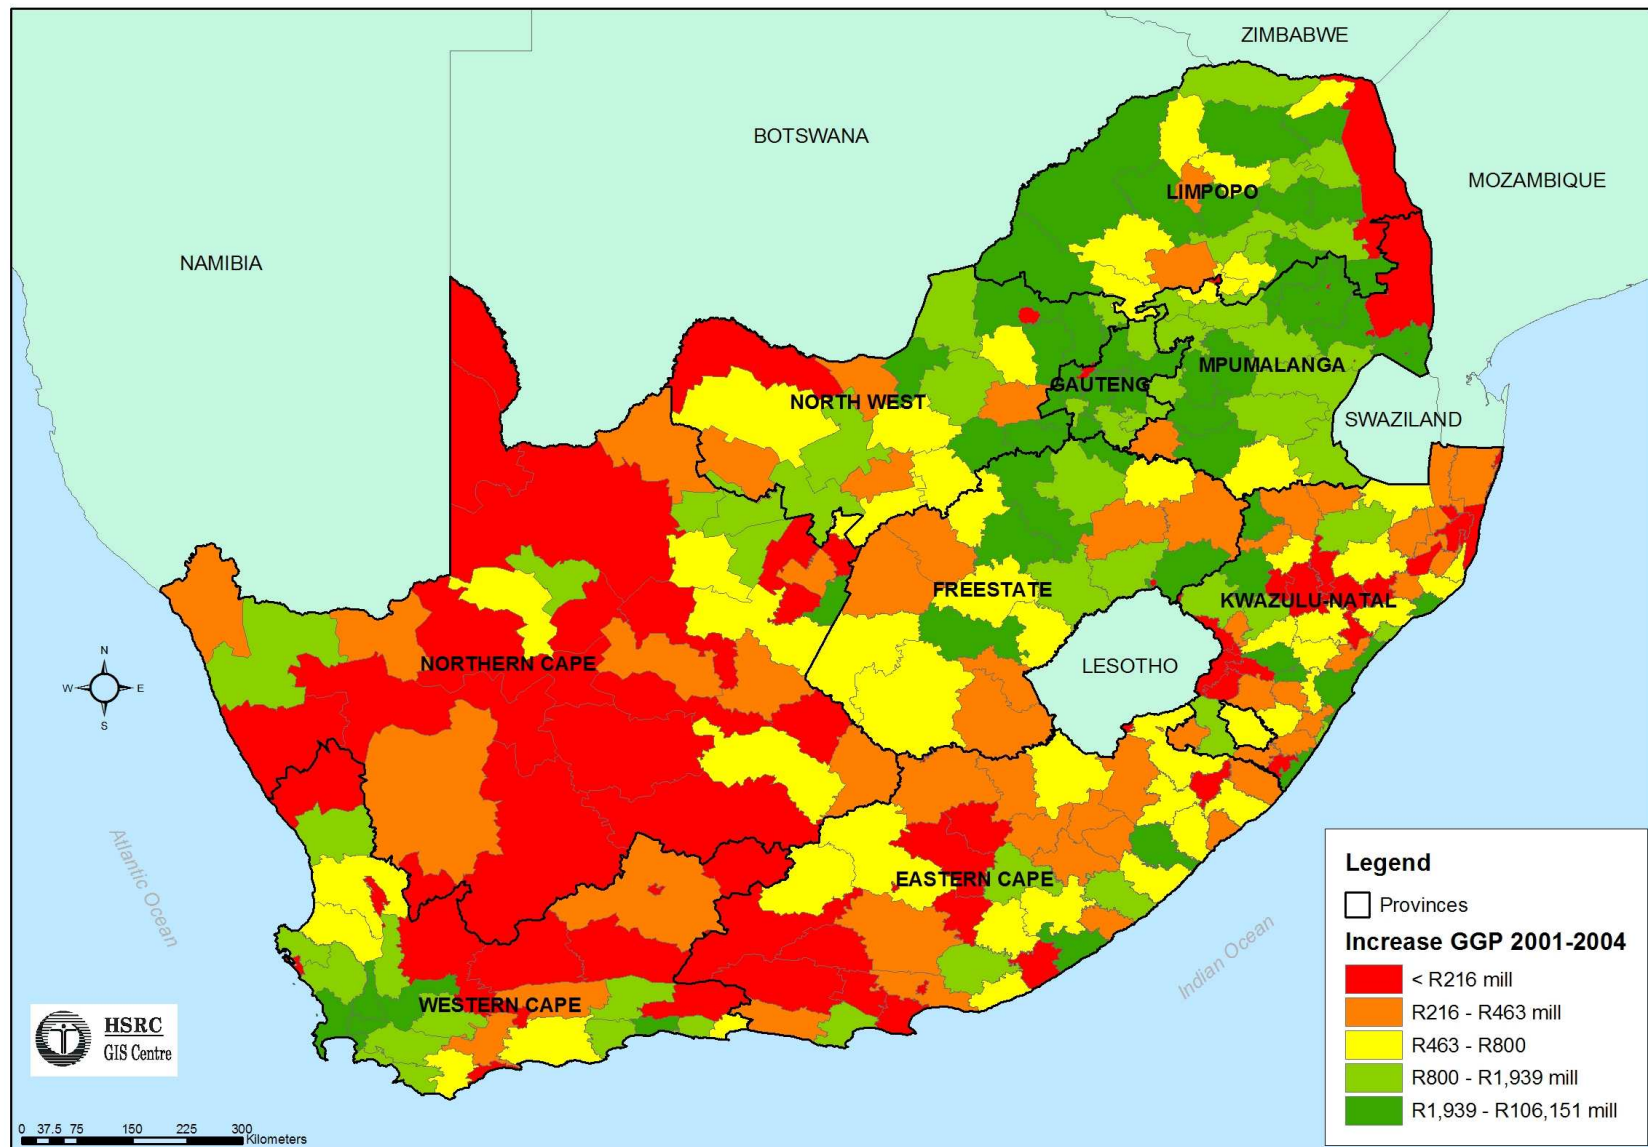 ZIMBABWE
BOTSWANA
MOZAMBIQUE
LIMPOPO
NAMIBIA
MPUMALANGA
GAUTENG
NORTH WEST
SWAZILAND
FREESTATE
KWAZULU-NATAL
NORTHERN CAPE
LESOTHO
N
W E
S
EASTERN CAPE
Atlantic Ocean
Indian Ocean
WESTERN CAPE
HSRC
GIS Centre
Legend
Provinces
Increase GGP 2001-2004
< R216 mill
R216 - R463 mill
R463 - R800
R800 - R1,939 mill
R1,939 - R106,151 mill
0 37.5 75 150 225 300
Kilometers